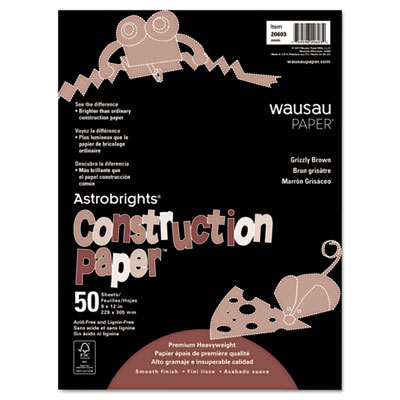 Item
20603
wausaupaper.com
See the difference
• Brighter than ordinary
construction paper
Voyez la différence
• Plus lumineux que le
papier de bricolage
ordinaire
Descubra la diferencia
• Más brillante que
el papel construcción
común
wausau
PAPER®
Grizzly Brown
Brun grisâtre
Marrón Grisáceo
Astrobrights®
Construction
paper™
50 Sheets/
Feuilles/Hojas
9 x 12 in
229 x 305 mm
Acid-Free and Lignin-Free
Sans acide et sans lignine
Sin ácido ni sin lignina
FSC
Premium Heavyweight
Papier épais de première qualité
Alto gramaje e insuperable calidad
Smooth finish • Fini lisse • Acabado suave